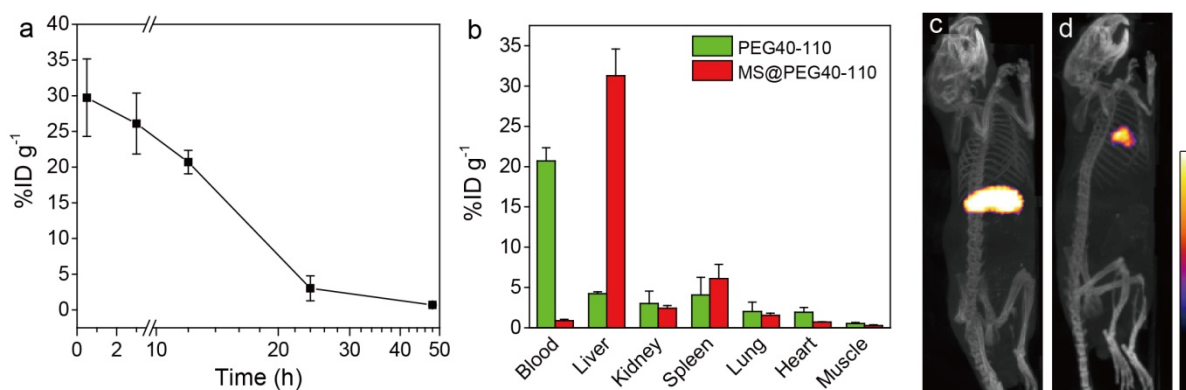 a
%ID g-1
40
35
30
25
20
15
10
5
0
0 2 10 20 30 40 50
Time (h)
b
%ID g-1
35
30
25
20
15
10
5
0
PEG40-110
MS@PEG40-110
Blood Liver Kidney Spleen Lung Heart Muscle
c
d